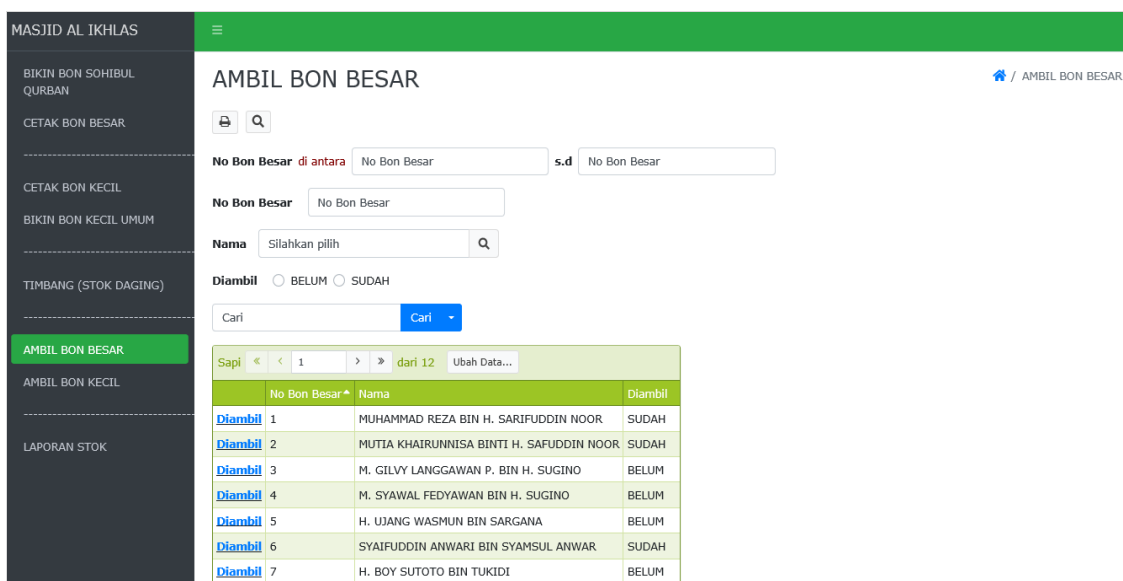 MASJID AL IKHLAS
BIKIN BON SOHIBUL
QURBAN
CETAK BON BESAR
-----------------------------------
CETAK BON KECIL
BIKIN BON KECIL UMUM
-----------------------------------
TIMBANG (STOK DAGING)
-----------------------------------
AMBIL BON BESAR
AMBIL BON KECIL
-----------------------------------
LAPORAN STOK
AMBIL BON BESAR
/ AMBIL BON BESAR
No Bon Besar di antara No Bon Besar s.d No Bon Besar
No Bon Besar No Bon Besar
Nama Silahkan pilih
Diambil BELUM SUDAH
Cari Cari
Sapi « < 1 > » dari 12 Ubah Data...
No Bon Besar Nama Diambil
Diambil 1 MUHAMMAD REZA BIN H. SARIFUDDIN NOOR SUDAH
Diambil 2 MUTIA KHAIRUNNISA BINTI H. SAFUDDIN NOOR SUDAH
Diambil 3 M. GILVY LANGGAWAN P. BIN H. SUGINO BELUM
Diambil 4 M. SYAWAL FEDYAWAN BIN H. SUGINO BELUM
Diambil 5 H. UJANG WASMUN BIN SARGANA BELUM
Diambil 6 SYAIFUDDIN ANWARI BIN SYAMSUL ANWAR SUDAH
Diambil 7 H. BOY SUTOTO BIN TUKIDI BELUM